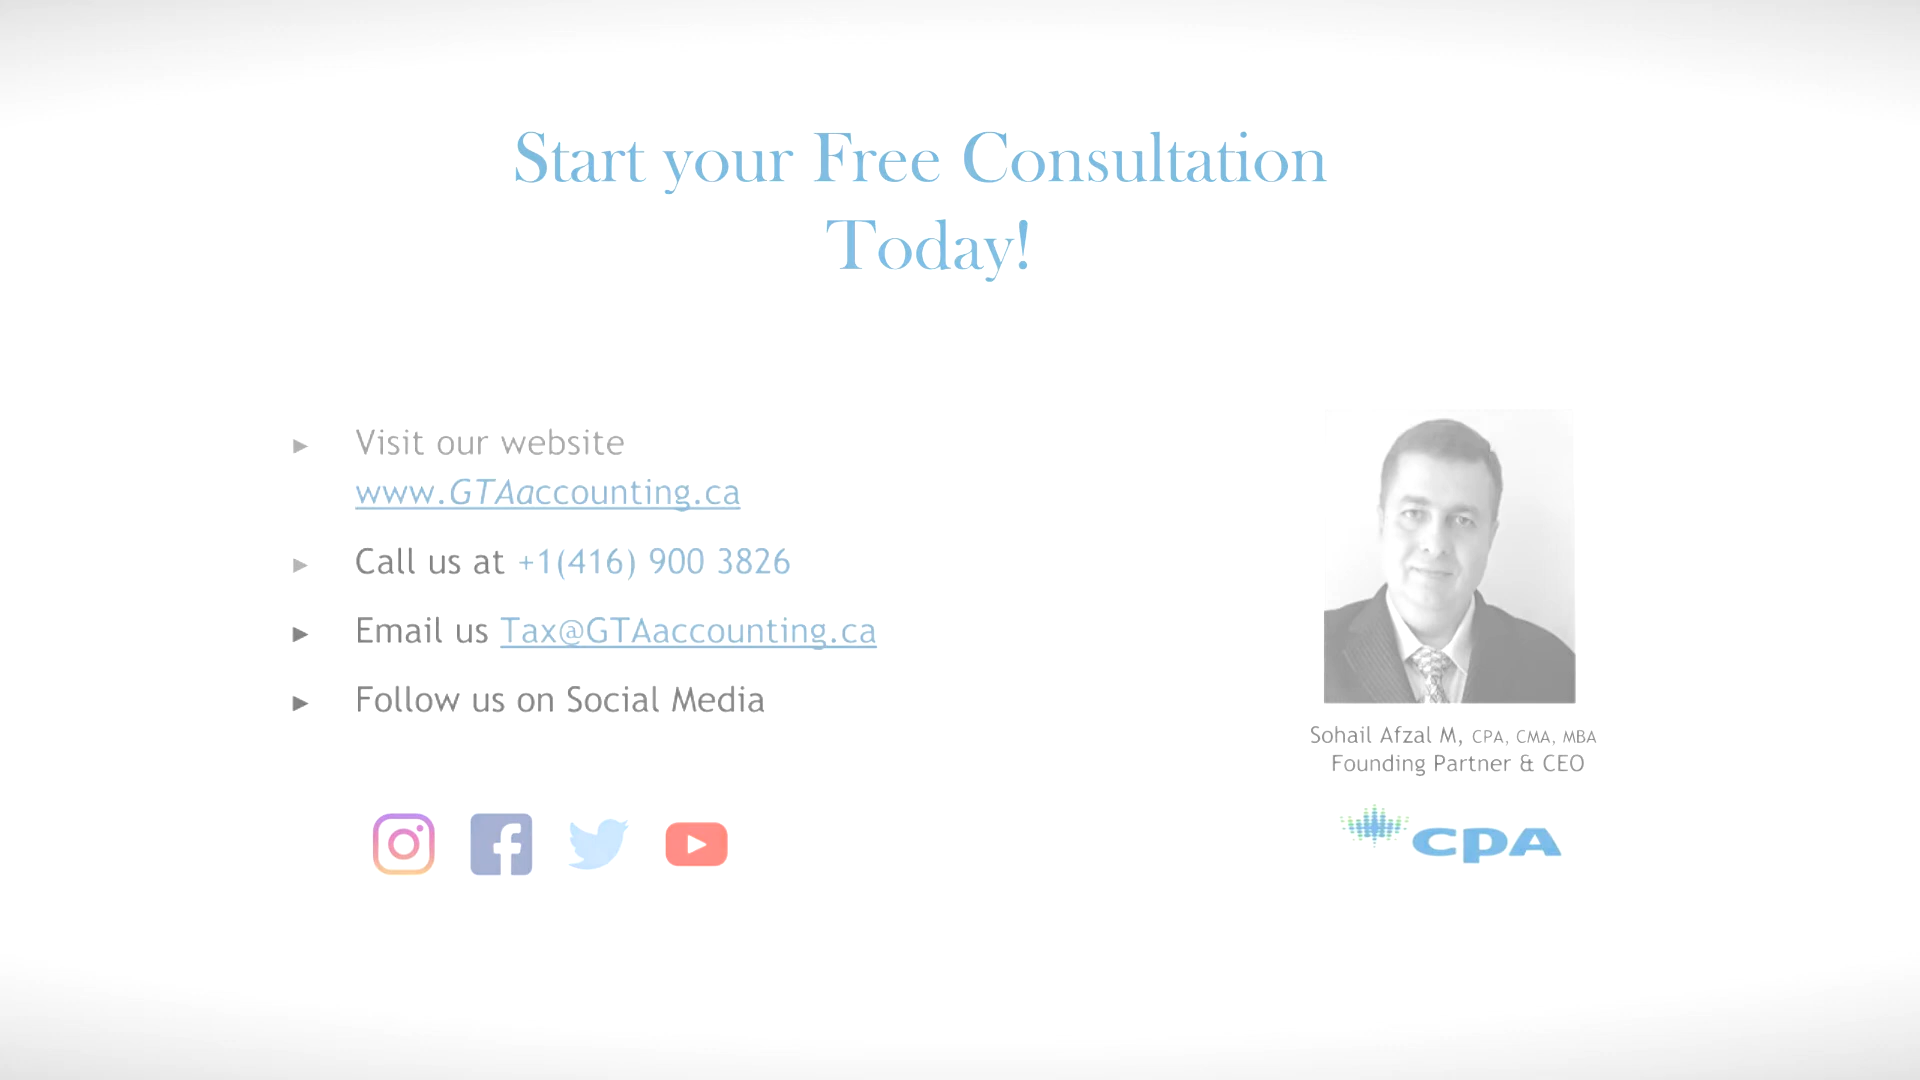 Start your Free Consultation
Today!
► Visit our website
www.GTAaccounting.ca
► Call us at +1(416) 900 3826
► Email us Tax@GTAaccounting.ca
► Follow us on Social Media
Sohail Afzal M, CPA, CMA, MBA
Founding Partner & CEO
CPA